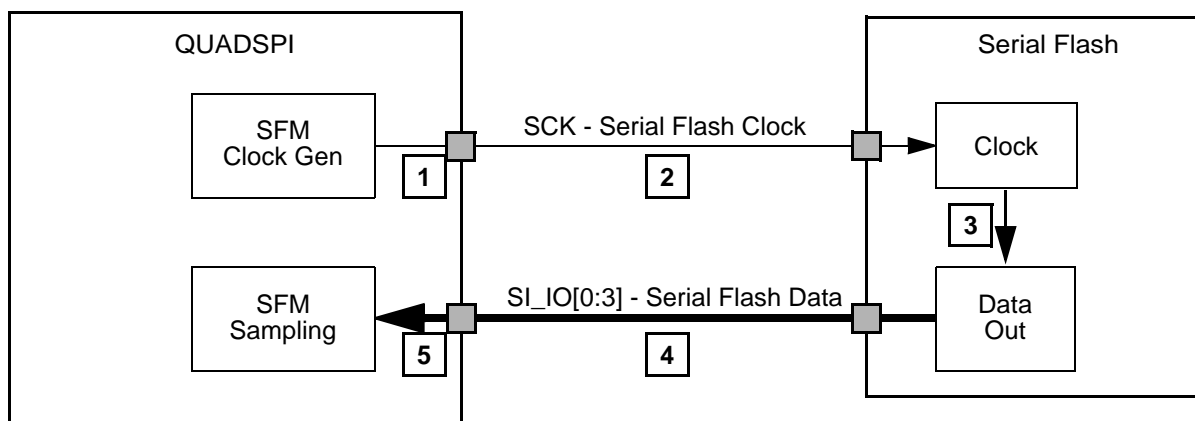 QUADSPI
Serial Flash
SFM
Clock Gen
SCK - Serial Flash Clock
Clock
1
2
3
SFM
Sampling
SI_IO[0:3] - Serial Flash Data
Data
Out
5
4